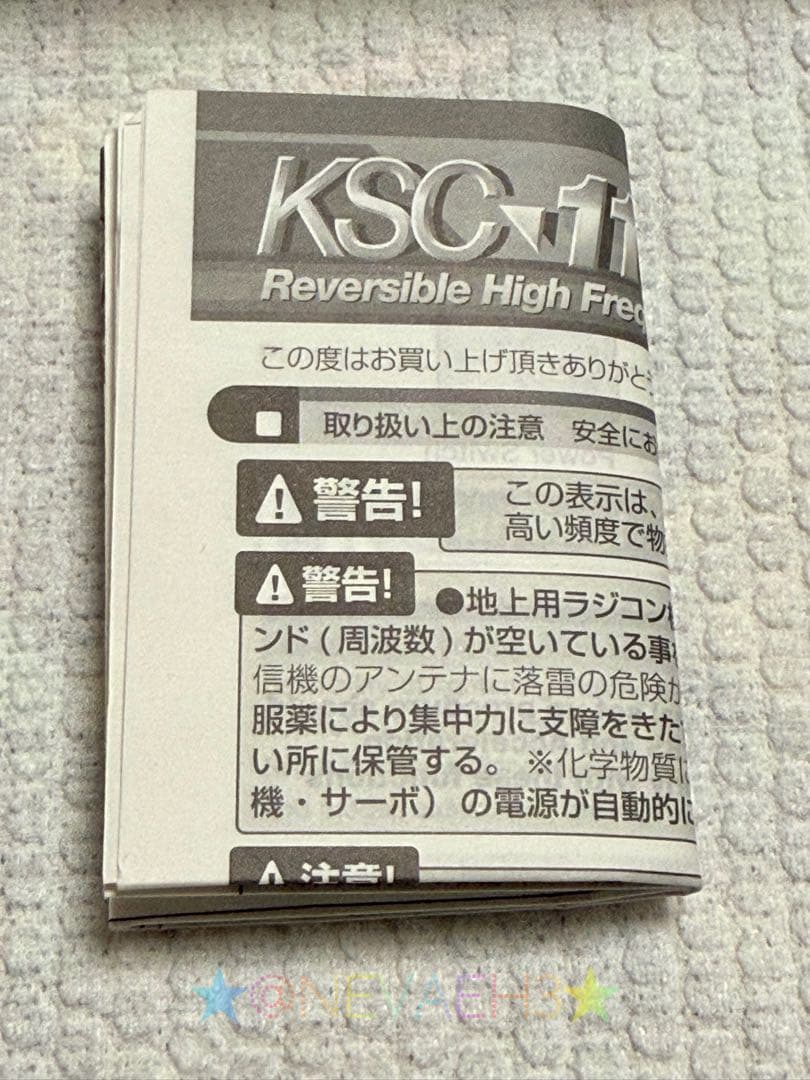 KSC-11
Reversible High Freq
この度はお買い上げ頂きありがとう
取り扱い上の注意 安全にお
警告!
この表示は、
高い頻度で物
警告!
●地上用ラジコン
ンド(周波数)が空いている事
信機のアンテナに落雷の危険が
服薬により集中力に支障をきた
い所に保管する。 ※化学物質に
機・サーボ)の電源が自動的に
注意!
★@NEVAEH3★